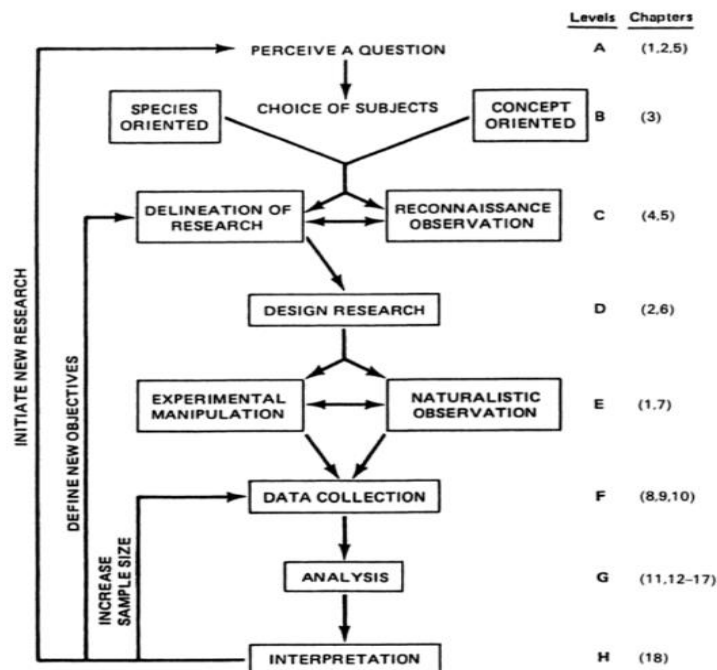 Levels Chapters
PERCEIVE A QUESTION A (1,2,5)
SPECIES
ORIENTED
CHOICE OF SUBJECTS
CONCEPT
ORIENTED
B (3)
DELINEATION OF
RESEARCH
RECONNAISSANCE
OBSERVATION
C (4,5)
DESIGN RESEARCH D (2,6)
EXPERIMENTAL
MANIPULATION
NATURALISTIC
OBSERVATION
E (1,7)
DATA COLLECTION F (8,9,10)
ANALYSIS G (11,12–17)
INTERPRETATION H (18)
INITIATE NEW RESEARCH
DEFINE NEW OBJECTIVES
INCREASE
SAMPLE SIZE